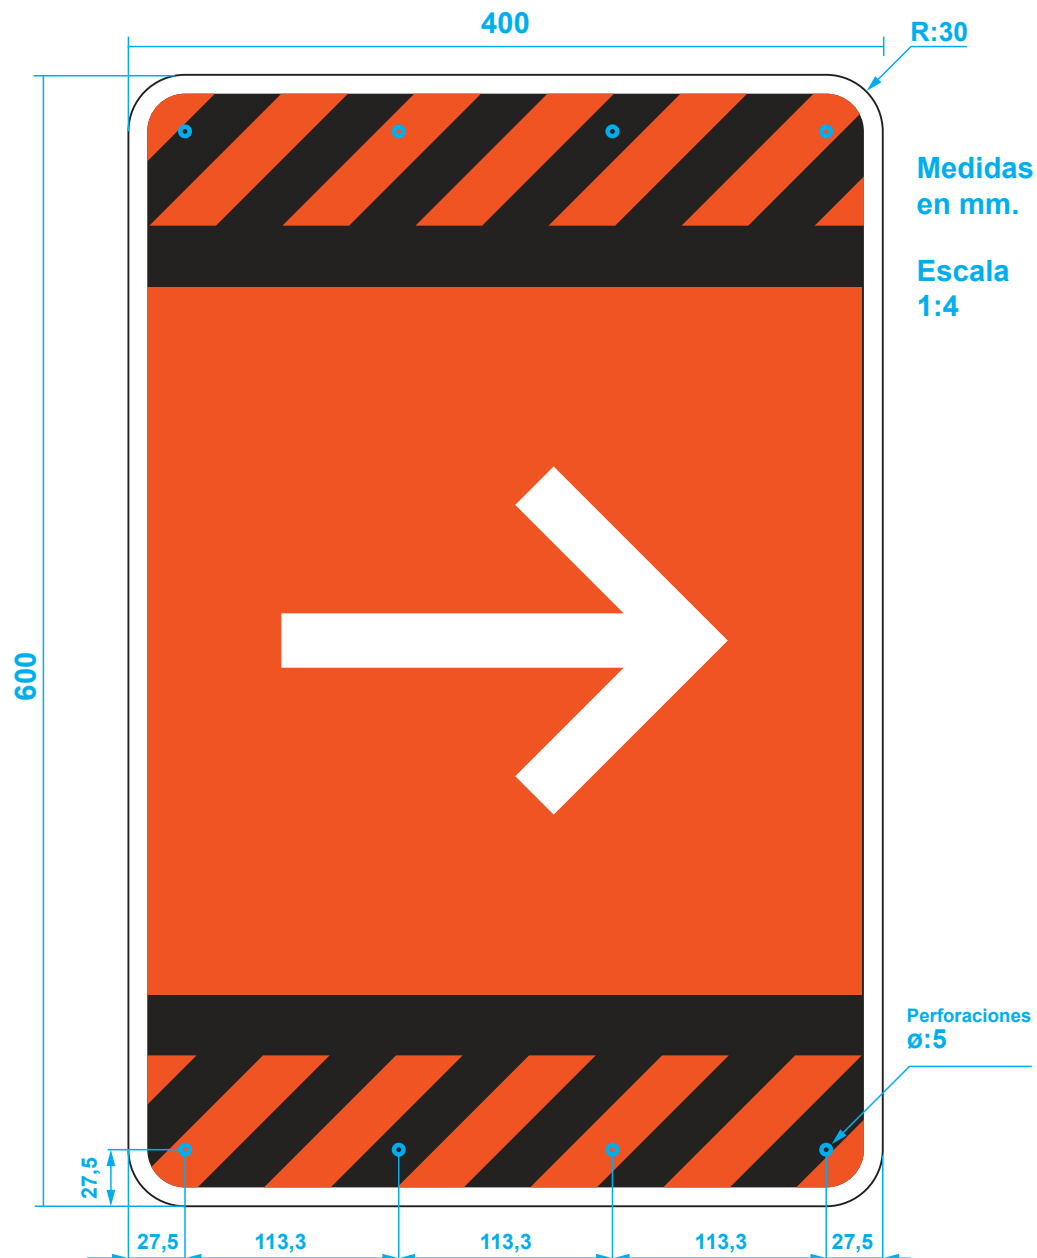 400
R:30
Medidas
en mm.
Escala
1:4
600
Perforaciones
ø:5
27,5
27,5
113,3
113,3
113,3
27,5